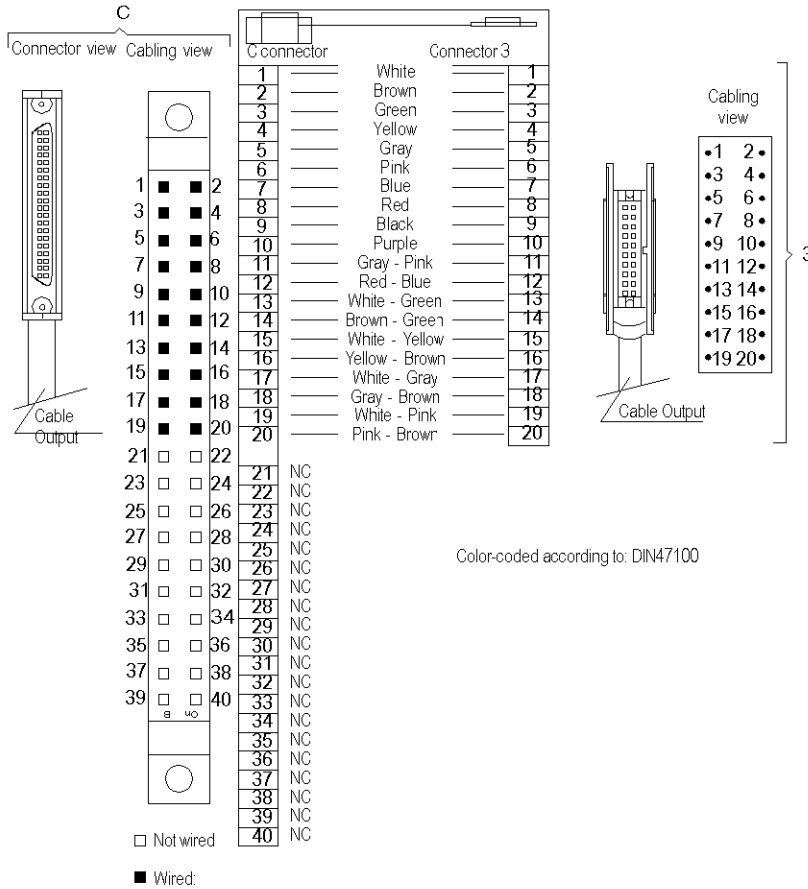 C
Connector view Cabling view
C connector Connector 3
1 White 1
2 Brown 2
3 Green 3
4 Yellow 4
5 Gray 5
6 Pink 6
7 Blue 7
8 Red 8
9 Black 9
10 Purple 10
11 Gray - Pink 11
12 Red - Blue 12
13 White - Green 13
14 Brown - Green 14
15 White - Yellow 15
16 Yellow - Brown 16
17 White - Gray 17
18 Gray - Brown 18
19 White - Pink 19
20 Pink - Brown 20
21 NC
22 NC
23 NC
24 NC
25 NC
26 NC
27 NC
28 NC
29 NC
30 NC
31 NC
32 NC
33 NC
34 NC
35 NC
36 NC
37 NC
38 NC
39 NC
40 NC
1 2
3 4
5 6
7 8
9 10
11 12
13 14
15 16
17 18
19 20
21 22
23 24
25 26
27 28
29 30
31 32
33 34
35 36
37 38
39 40
B On
Cable
Output
Not wired
Wired:
Cabling
view
1 2
3 4
5 6
7 8
9 10
11 12
13 14
15 16
17 18
19 20
3
Cable Output
Color-coded according to: DIN47100